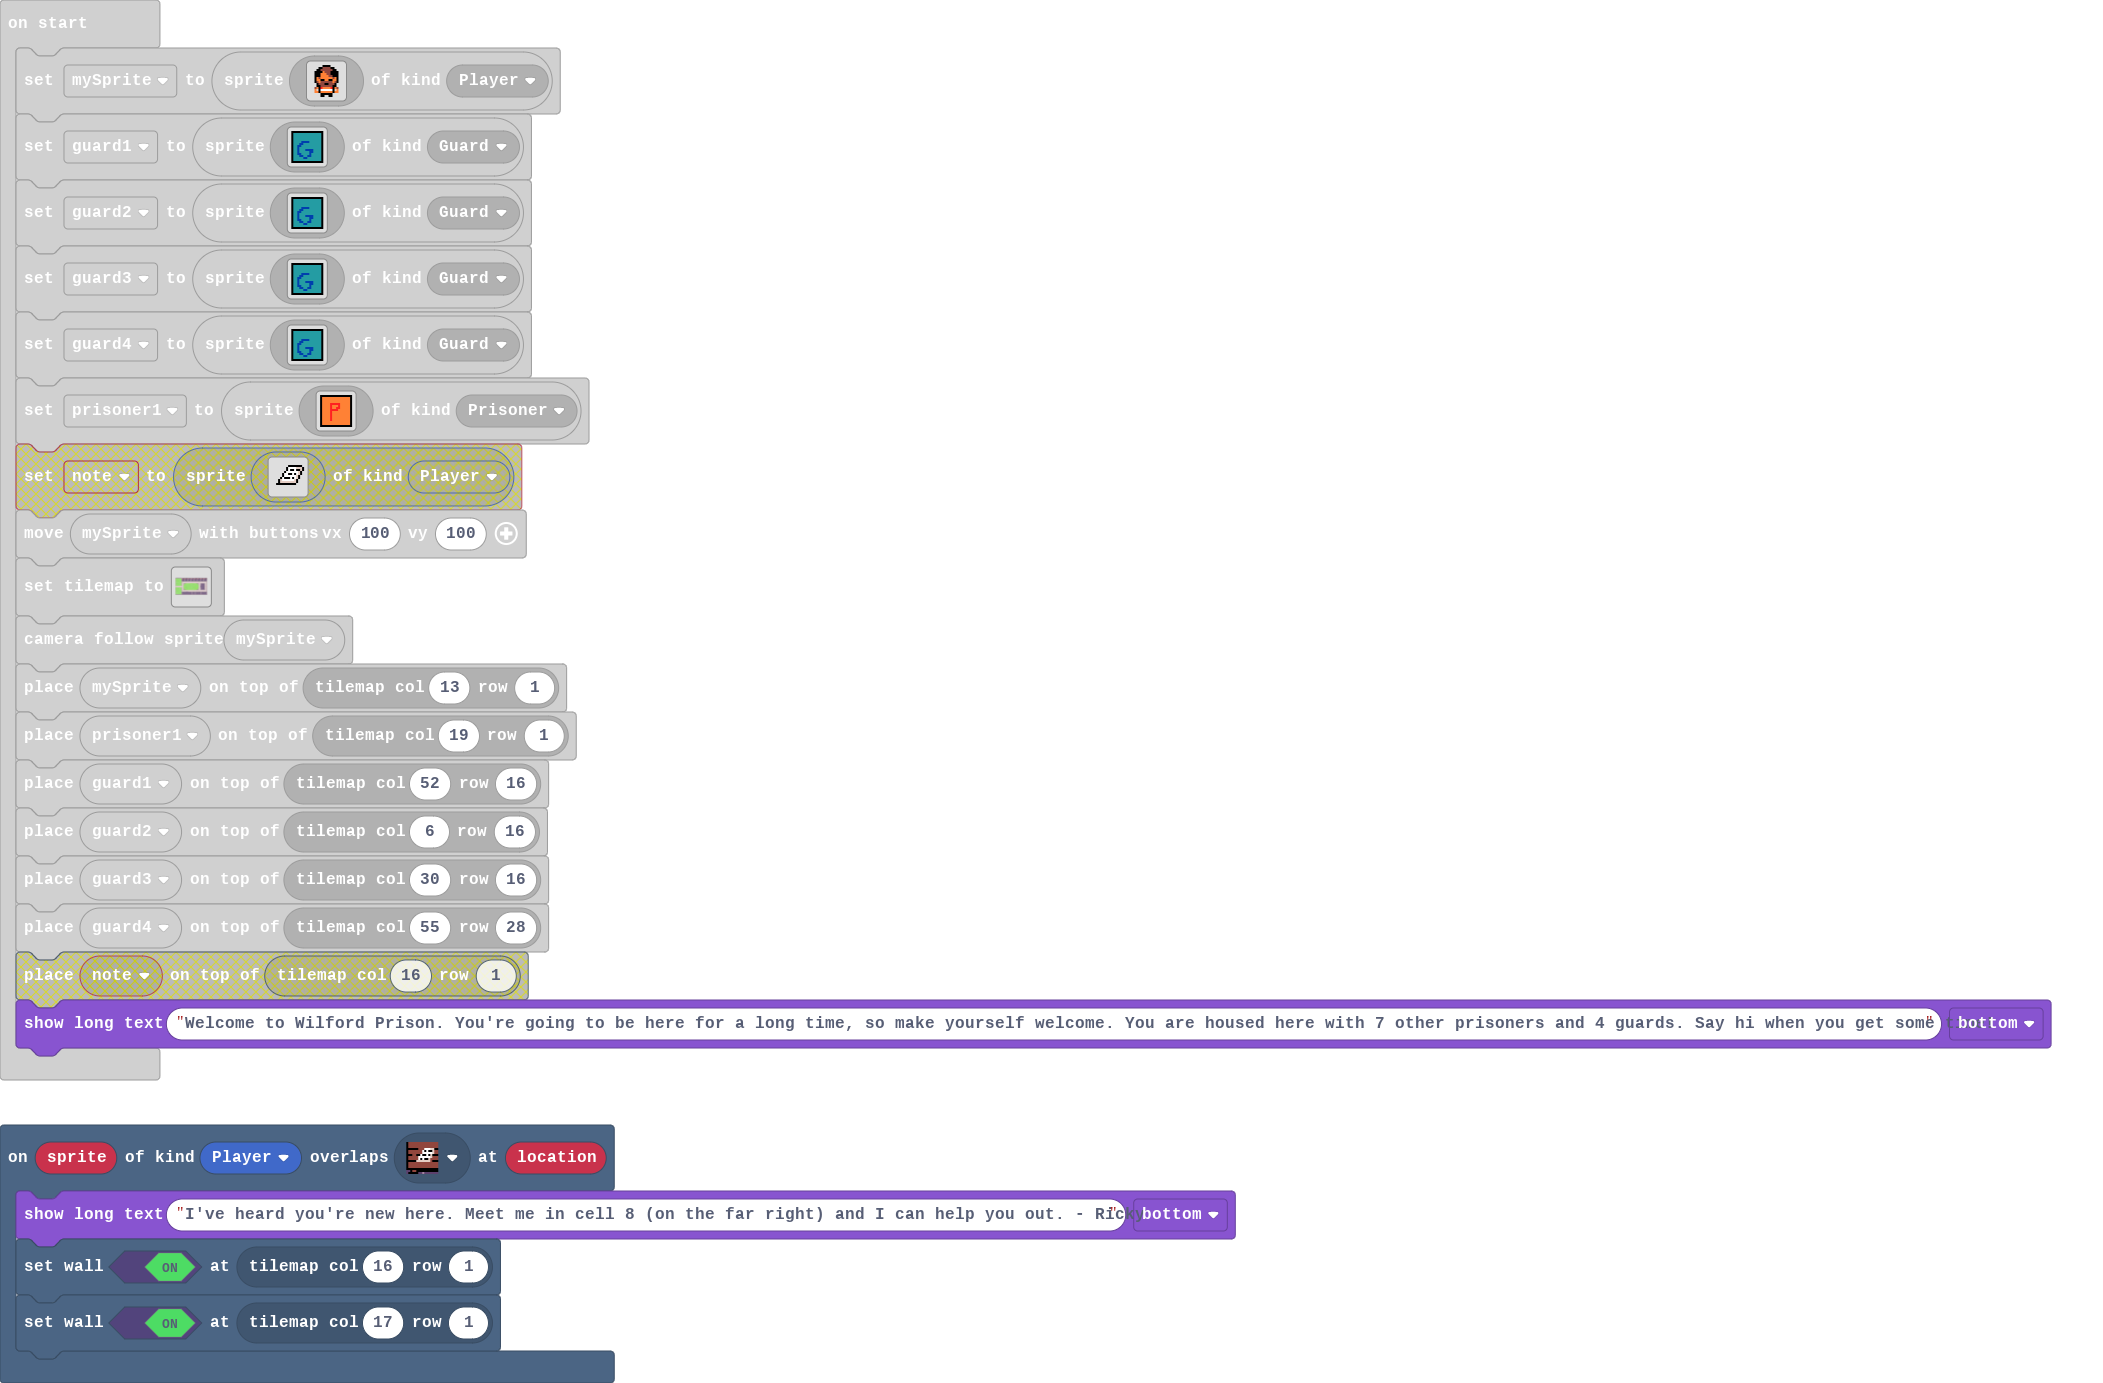 on start
set mySprite to sprite of kind Player
set guard1 to sprite G of kind Guard
set guard2 to sprite G of kind Guard
set guard3 to sprite G of kind Guard
set guard4 to sprite G of kind Guard
set prisoner1 to sprite P of kind Prisoner
set note to sprite of kind Player
move mySprite with buttons vx 100 vy 100
set tilemap to
camera follow sprite mySprite
place mySprite on top of tilemap col 13 row 1
place prisoner1 on top of tilemap col 19 row 1
place guard1 on top of tilemap col 52 row 16
place guard2 on top of tilemap col 6 row 16
place guard3 on top of tilemap col 30 row 16
place guard4 on top of tilemap col 55 row 28
place note on top of tilemap col 16 row 1
show long text "Welcome to Wilford Prison. You're going to be here for a long time, so make yourself welcome. You are housed here with 7 other prisoners and 4 guards. Say hi when you get some " bottom
on sprite of kind Player overlaps at location
show long text "I've heard you're new here. Meet me in cell 8 (on the far right) and I can help you out. - Ricky" bottom
set wall ON at tilemap col 16 row 1
set wall ON at tilemap col 17 row 1